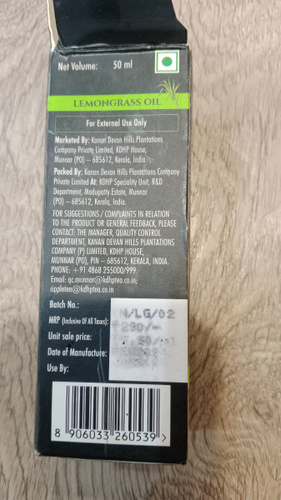 Net Volume: 50 ml
LEMONGRASS OIL
For External Use Only
Marketed By: Kanan Devan Hills Plantations
Company Private Limited, KDHP House,
Munnar (PO) – 685612, Kerala, India.
Packed By: Kanan Devan Hills Plantations Company
Private Limited At: KDHP Speciality Unit, R&D
Department, Madupatty Estate, Munnar
(PO) – 685612, Kerala, India.
FOR SUGGESTIONS / COMPLAINTS IN RELATION
TO THE PRODUCT OR GENERAL FEEDBACK, PLEASE
CONTACT: THE MANAGER, QUALITY CONTROL
DEPARTMENT, KANAN DEVAN HILLS PLANTATIONS
COMPANY (P) LIMITED, KDHP HOUSE,
MUNNAR (PO), PIN – 685612, KERALA, INDIA.
PHONE: + 91 4868 255000/999.
Email: qc.munnar@kdhptea.co.in;
rippletea@kdhptea.co.in
Batch No.: /LG/02
MRP (Inclusive Of All Taxes):
Unit sale price:
Date of Manufacture:
Use By:
8 906033 260539 >